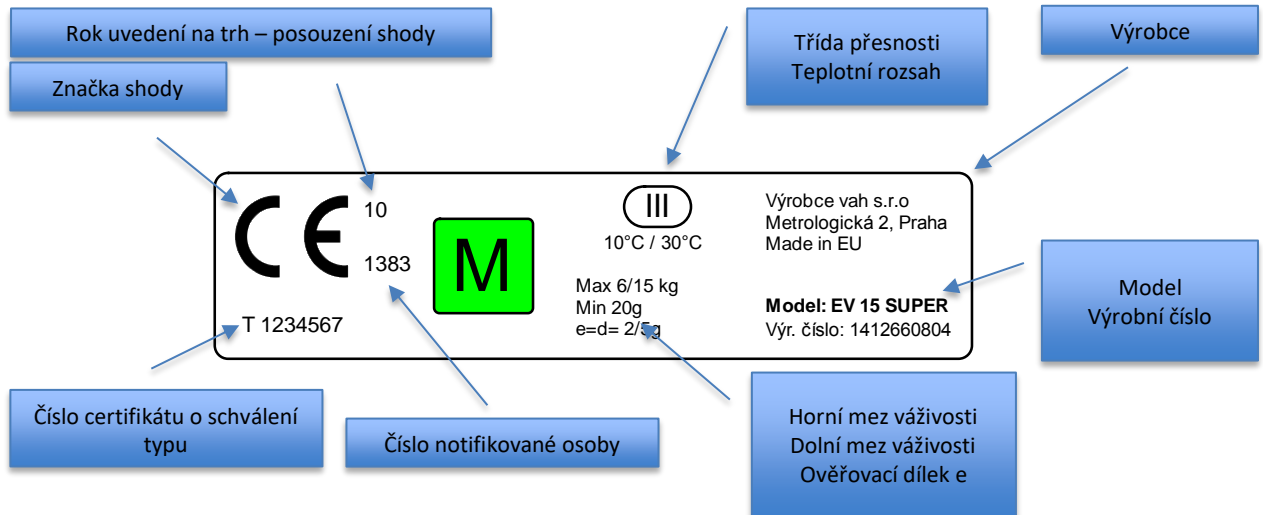 Rok uvedení na trh – posouzení shody
Značka shody
Třída přesnosti
Teplotní rozsah
Výrobce
CE
10
1383
T 1234567
M
III
10°C / 30°C
Max 6/15 kg
Min 20g
e=d= 2/5g
Výrobce vah s.r.o
Metrologická 2, Praha
Made in EU
Model: EV 15 SUPER
Výr. číslo: 1412660804
Model
Výrobní číslo
Číslo certifikátu o schválení
typu
Číslo notifikované osoby
Horní mez váživosti
Dolní mez váživosti
Ověřovací dílek e